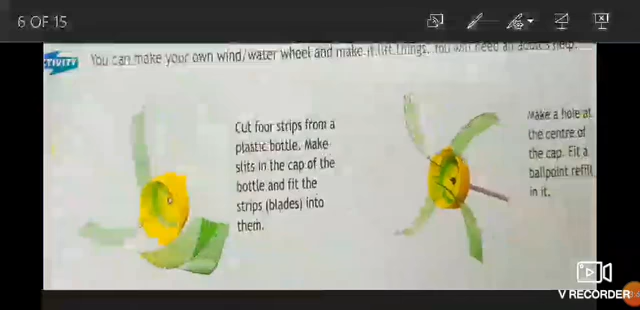 6 OF 15
CTIVITY
You can make your own wind/water wheel and make it lift things. You will need an adult's help.
Cut four strips from a
plastic bottle. Make
slits in the cap of the
bottle and fit the
strips (blades) into
them.
Make a hole at
the centre of
the cap. Fit a
ballpoint refill
in it.
V RECORDER